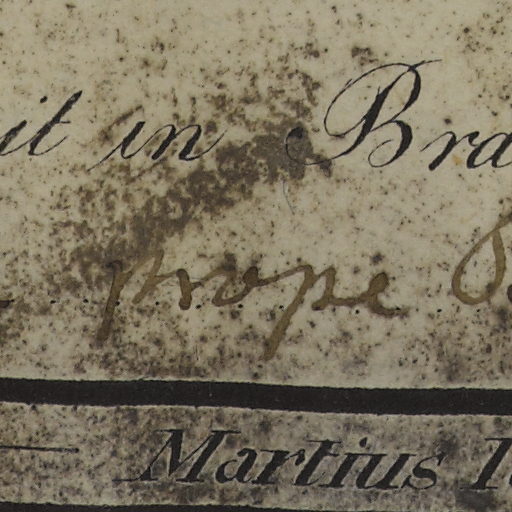 it in Bra
prope
Martius